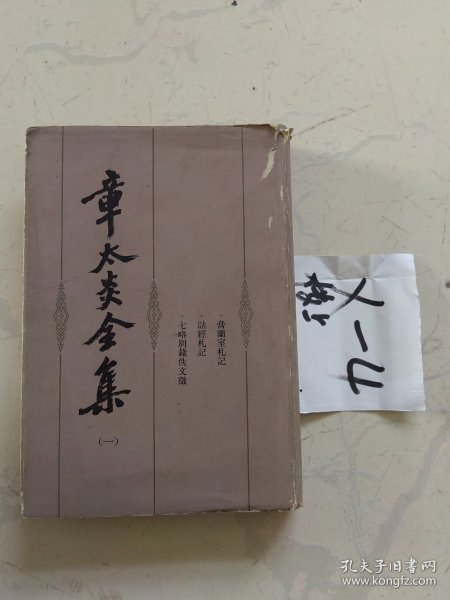 章太炎全集
(一)
·膏蘭室札記
·詁經札記
·七略別錄佚文徵
孔夫子旧书网
www.kongfz.com